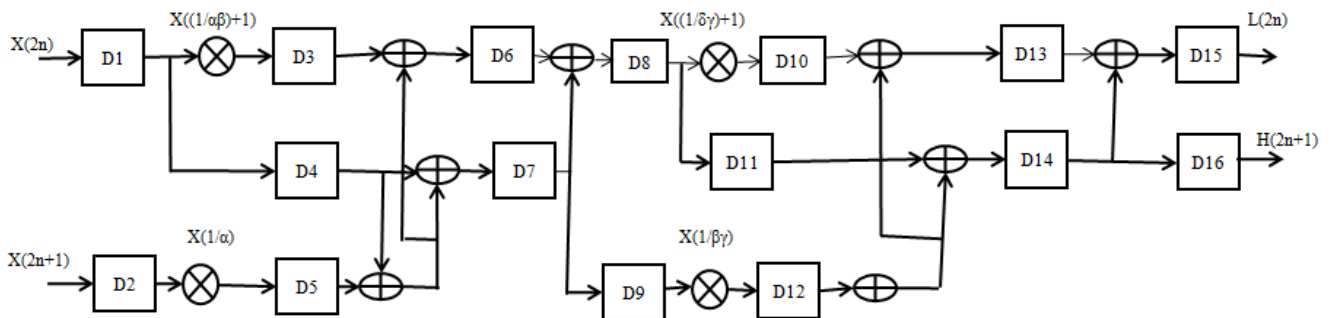 X((1/αβ)+1)
X((1/δγ)+1)
L(2n)
X(2n)
D1
D3
D6
D8
D10
D13
D15
D4
D7
D11
D14
D16
H(2n+1)
X(1/α)
X(1/βγ)
X(2n+1)
D2
D5
D9
D12